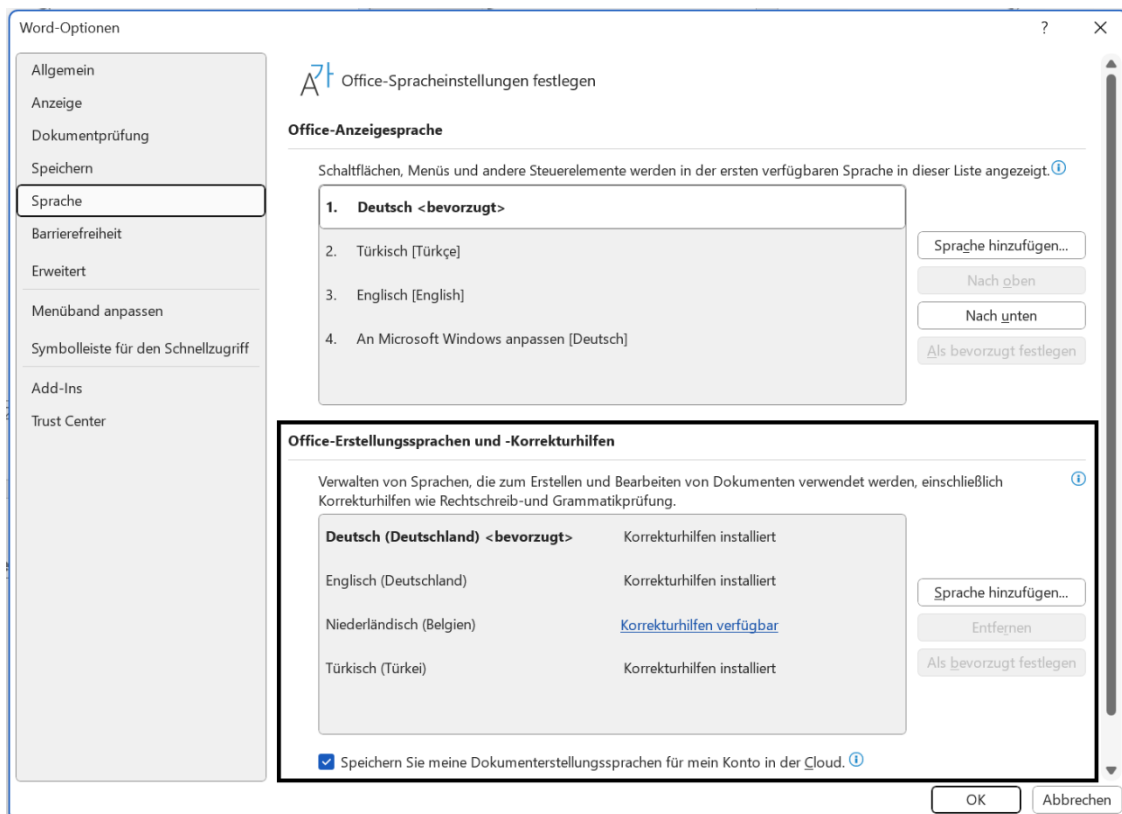 Word-Optionen
?
Allgemein
Anzeige
Dokumentprüfung
Speichern
Sprache
Barrierefreiheit
Erweitert
Menüband anpassen
Symbolleiste für den Schnellzugriff
Add-Ins
Trust Center
Office-Spracheinstellungen festlegen
Office-Anzeigesprache
Schaltflächen, Menüs und andere Steuerelemente werden in der ersten verfügbaren Sprache in dieser Liste angezeigt.
1. Deutsch <bevorzugt>
2. Türkisch [Türkçe]
3. Englisch [English]
4. An Microsoft Windows anpassen [Deutsch]
Sprache hinzufügen...
Nach oben
Nach unten
Als bevorzugt festlegen
Office-Erstellungssprachen und -Korrekturhilfen
Verwalten von Sprachen, die zum Erstellen und Bearbeiten von Dokumenten verwendet werden, einschließlich
Korrekturhilfen wie Rechtschreib-und Grammatikprüfung.
Deutsch (Deutschland) <bevorzugt> Korrekturhilfen installiert
Englisch (Deutschland) Korrekturhilfen installiert
Niederländisch (Belgien) Korrekturhilfen verfügbar
Türkisch (Türkei) Korrekturhilfen installiert
Sprache hinzufügen...
Entfernen
Als bevorzugt festlegen
Speichern Sie meine Dokumenterstellungssprachen für mein Konto in der Cloud.
OK
Abbrechen